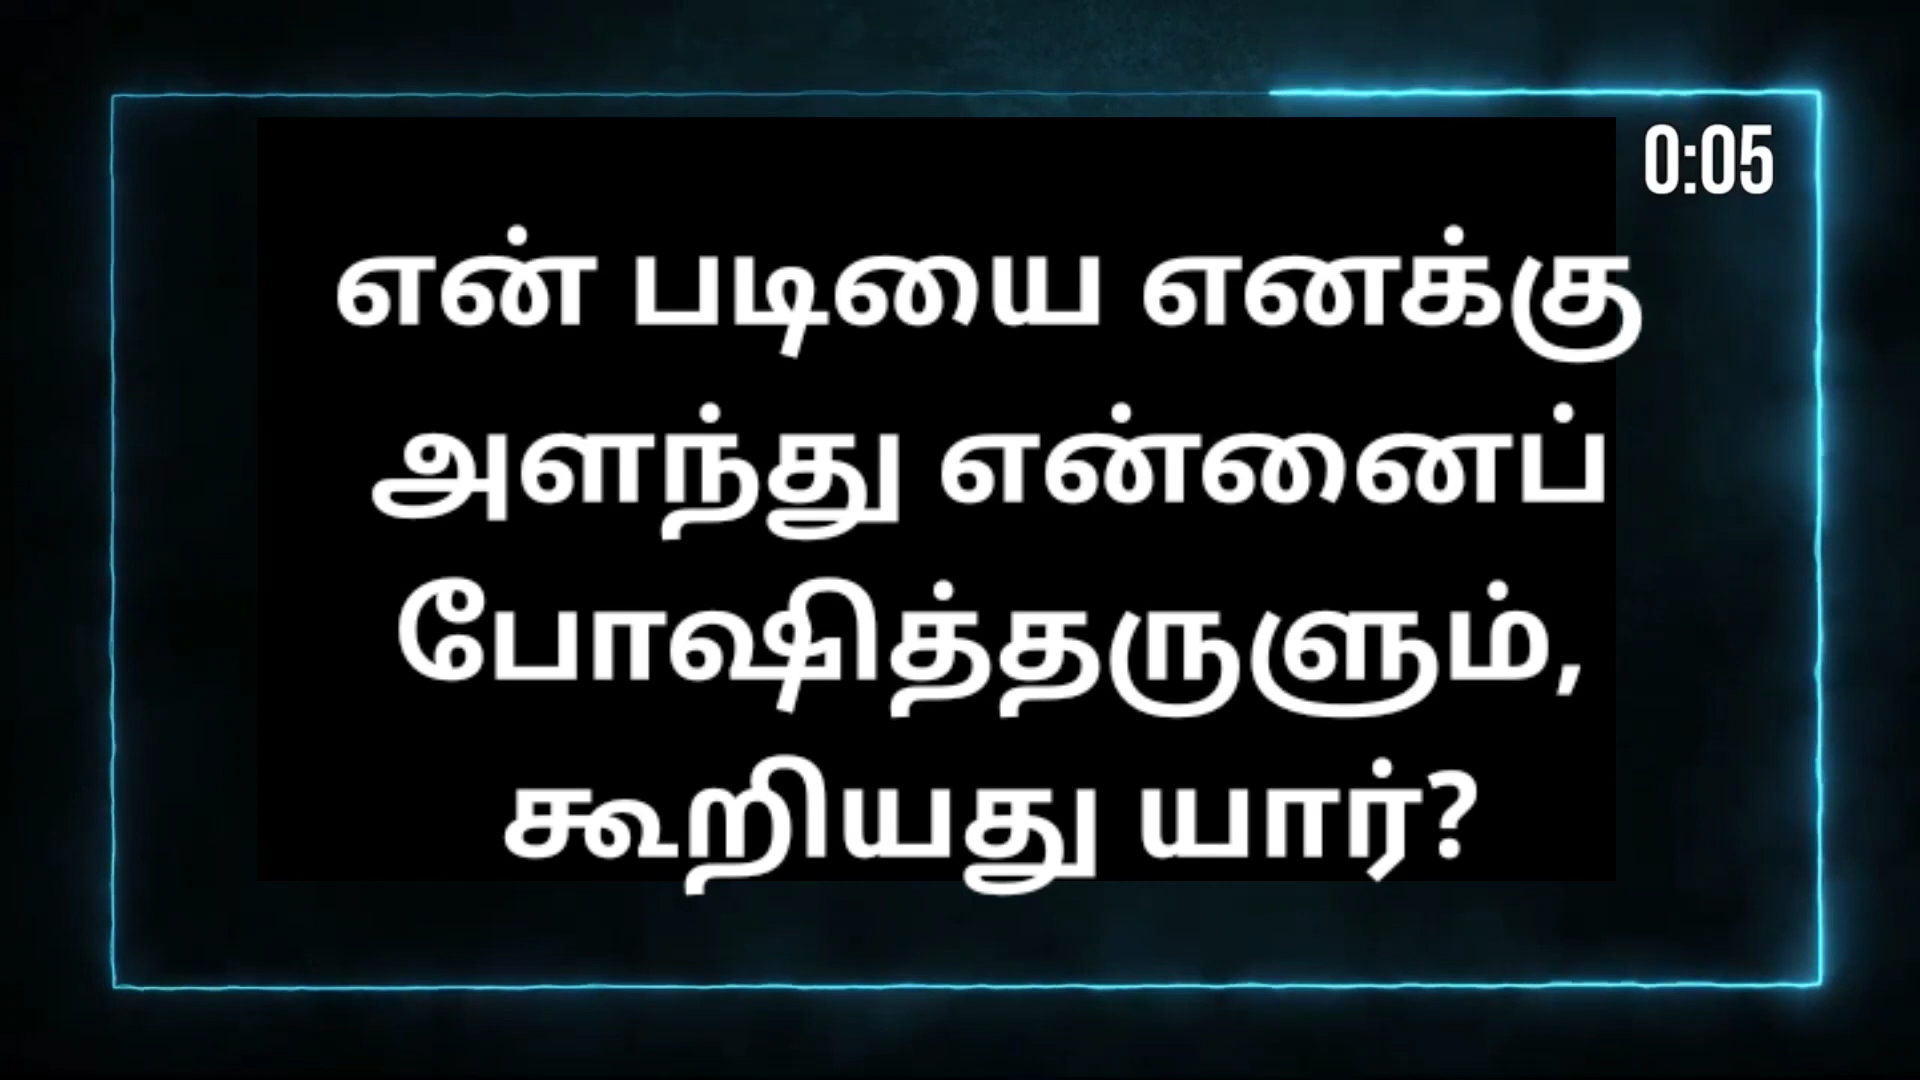 0:05
என் படியை எனக்கு
அளந்து என்னைப்
போஷித்தருளும்,
கூறியது யார்?